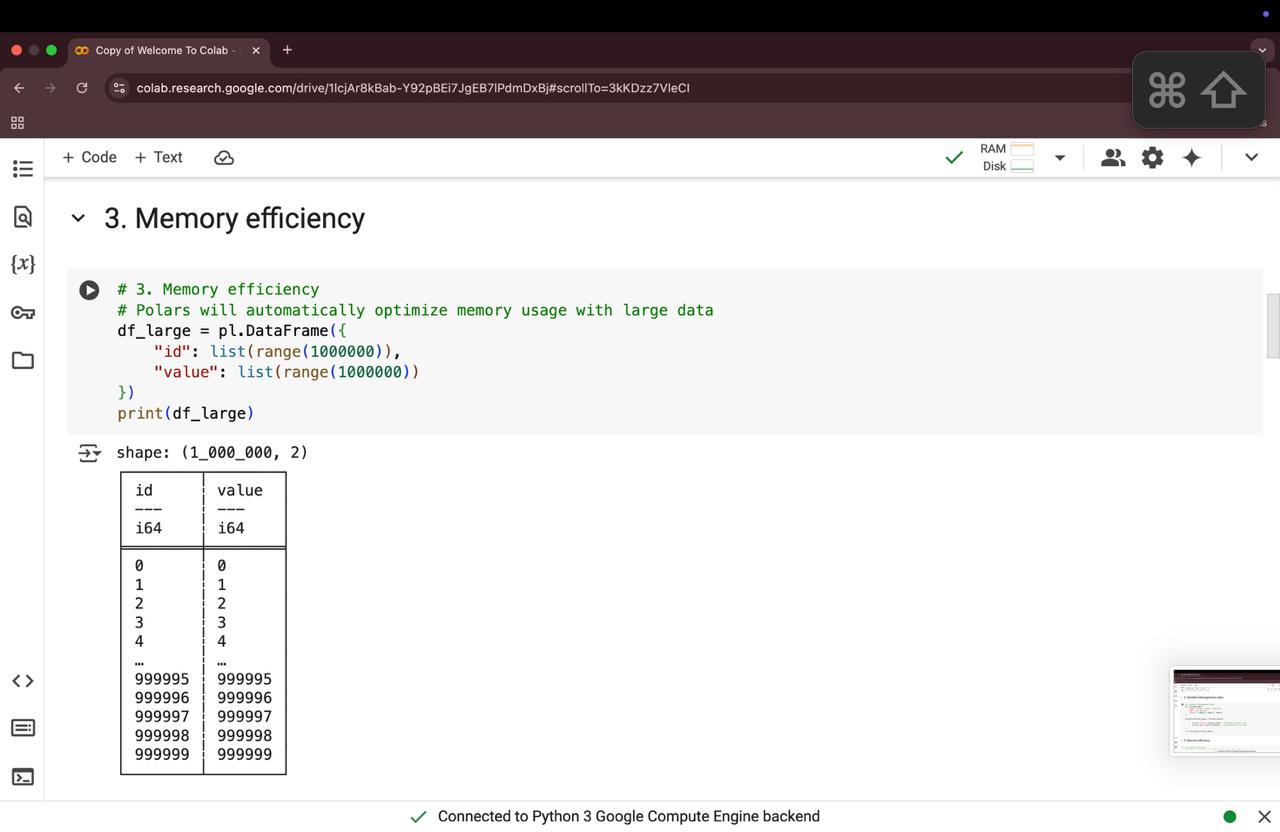 Copy of Welcome To Colab -
colab.research.google.com/drive/1lcjAr8kBab-Y92pBEi7JgEB7lPdmDxBj#scrollTo=3kKDzz7VleCI
+ Code + Text
RAM
Disk
3. Memory efficiency
# 3. Memory efficiency
# Polars will automatically optimize memory usage with large data
df_large = pl.DataFrame({
"id": list(range(1000000)),
"value": list(range(1000000))
})
print(df_large)
shape: (1_000_000, 2)
id value
--- ---
i64 i64
0 0
1 1
2 2
3 3
4 4
… …
999995 999995
999996 999996
999997 999997
999998 999998
999999 999999
Connected to Python 3 Google Compute Engine backend